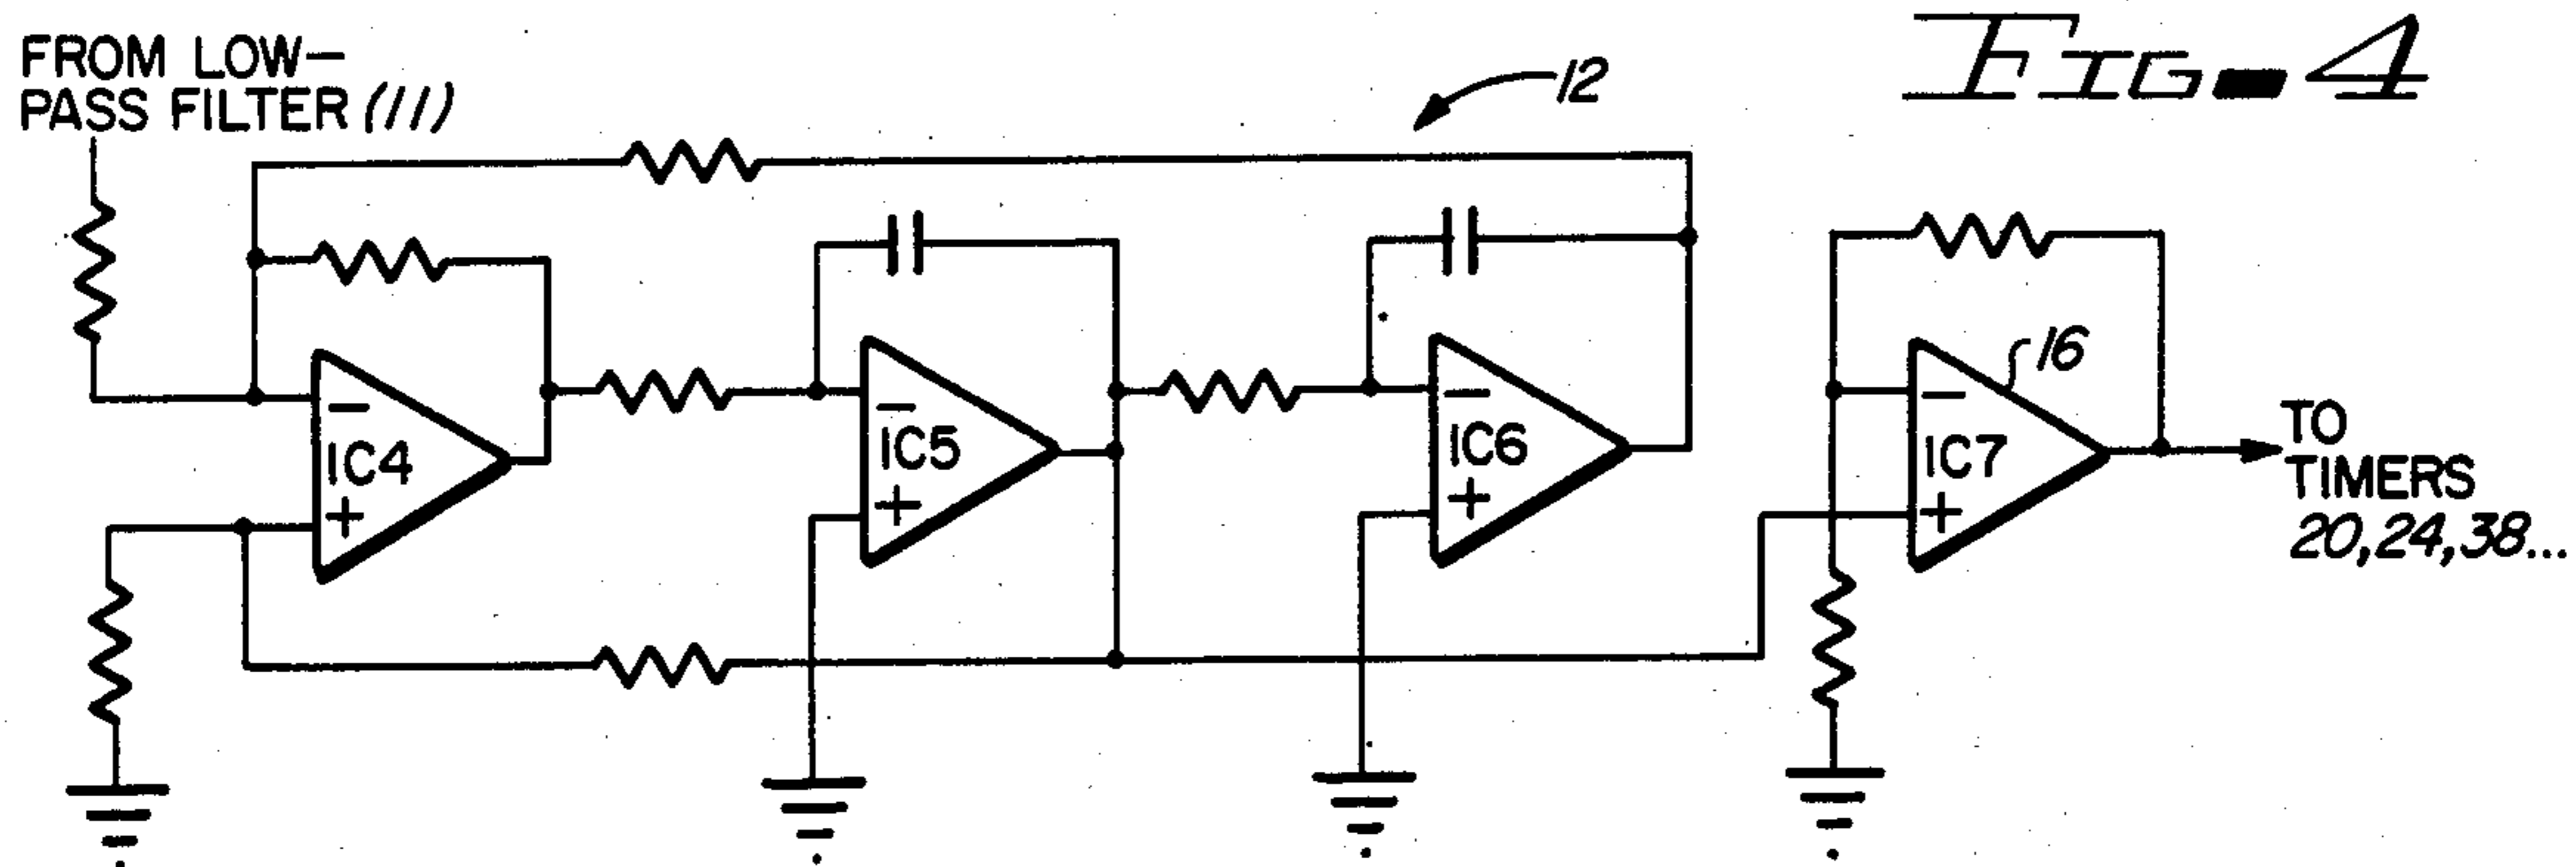 FROM LOW-
PASS FILTER (11)
12
FIG-4
IC4
-
+
IC5
-
+
IC6
-
+
IC7
-
+
16
TO
TIMERS
20,24,38...